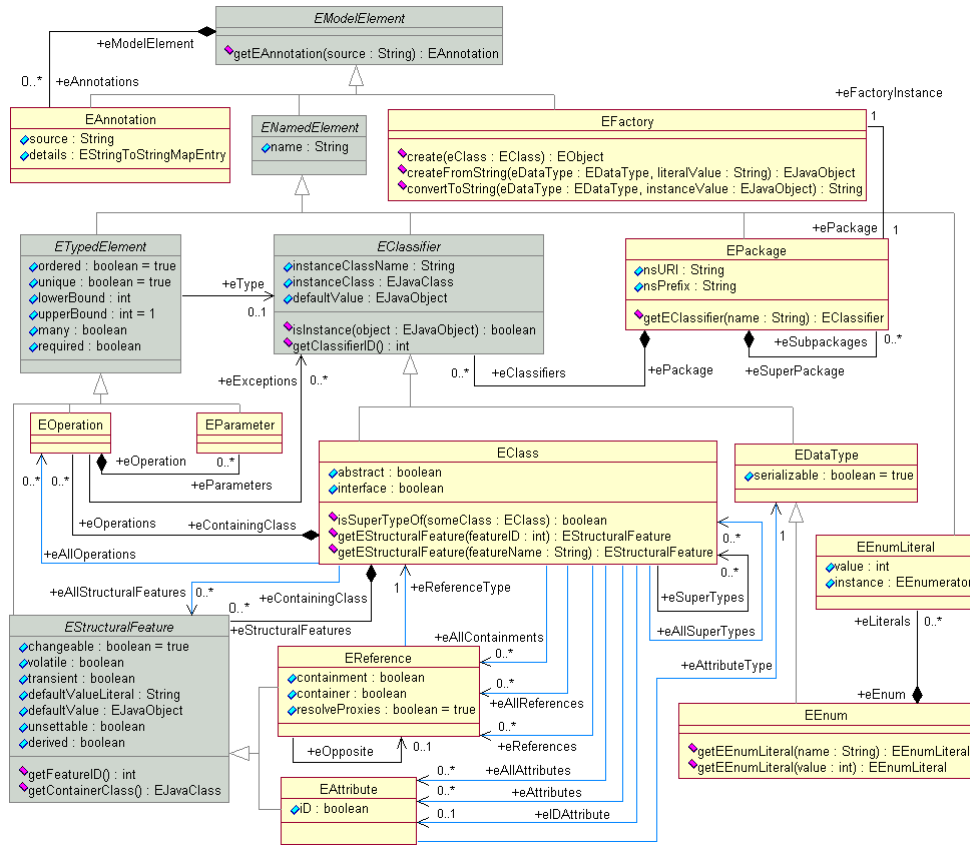 EModelElement
getEAnnotation(source : String) : EAnnotation
+eModelElement
0..*
+eAnnotations
EAnnotation
source : String
details : EStringToStringMapEntry
ENamedElement
name : String
+eFactoryInstance
1
EFactory
create(eClass : EClass) : EObject
createFromString(eDataType : EDataType, literalValue : String) : EJavaObject
convertToString(eDataType : EDataType, instanceValue : EJavaObject) : String
+ePackage
1
ETypedElement
ordered : boolean = true
unique : boolean = true
lowerBound : int
upperBound : int = 1
many : boolean
required : boolean
+eType
0..1
EClassifier
instanceClassName : String
instanceClass : EJavaClass
defaultValue : EJavaObject
isInstance(object : EJavaObject) : boolean
getClassifierID() : int
EPackage
nsURI : String
nsPrefix : String
getEClassifier(name : String) : EClassifier
+eSubpackages
0..*
+eSuperPackage
+ePackage
0..*
+eClassifiers
+eExceptions
0..*
EOperation
EParameter
+eOperation
0..*
+eParameters
0..*
0..*
+eOperations
+eContainingClass
+eAllOperations
EClass
abstract : boolean
interface : boolean
isSuperTypeOf(someClass : EClass) : boolean
getEStructuralFeature(featureID : int) : EStructuralFeature
getEStructuralFeature(featureName : String) : EStructuralFeature
EDataType
serializable : boolean = true
0..*
0..*
+eSuperTypes
+eAllSuperTypes
1
+eAttributeType
EEnumLiteral
value : int
instance : EEnumerator
+eLiterals
0..*
+eEnum
EEnum
getEEnumLiteral(name : String) : EEnumLiteral
getEEnumLiteral(value : int) : EEnumLiteral
+eAllStructuralFeatures
0..*
+eContainingClass
0..*
+eStructuralFeatures
1
+eReferenceType
EStructuralFeature
changeable : boolean = true
volatile : boolean
transient : boolean
defaultValueLiteral : String
defaultValue : EJavaObject
unsettable : boolean
derived : boolean
getFeatureID() : int
getContainerClass() : EJavaClass
EReference
containment : boolean
container : boolean
resolveProxies : boolean = true
+eAllContainments
0..*
0..*
+eAllReferences
0..*
+eReferences
+eOpposite
0..1
EAttribute
iD : boolean
0..*
+eAllAttributes
0..*
+eAttributes
0..1
+eIDAttribute